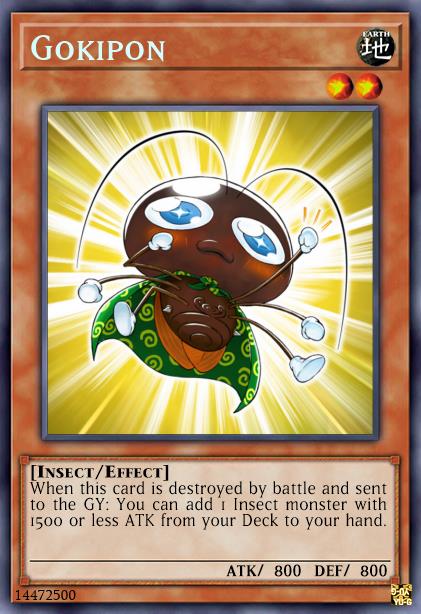 GOKIPON
EARTH
地
[INSECT/EFFECT]
When this card is destroyed by battle and sent
to the GY: You can add 1 Insect monster with
1500 or less ATK from your Deck to your hand.
ATK/ 800 DEF/ 800
14472500